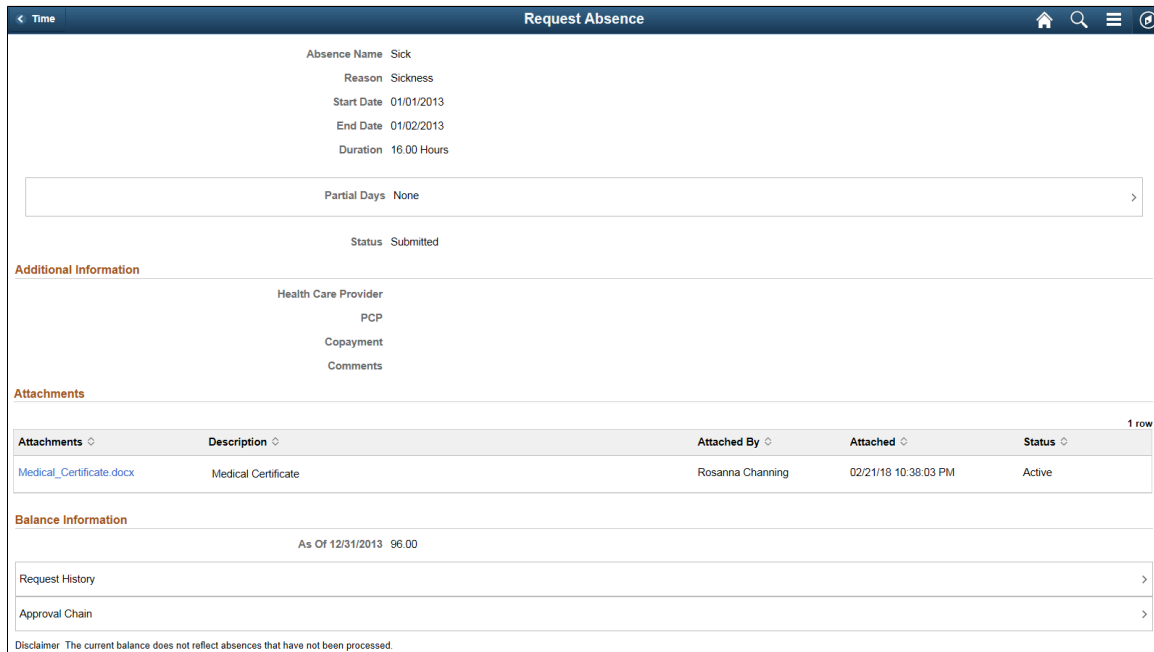 Time Request Absence
Absence Name Sick
Reason Sickness
Start Date 01/01/2013
End Date 01/02/2013
Duration 16.00 Hours
Partial Days None
Status Submitted
Additional Information
Health Care Provider
PCP
Copayment
Comments
Attachments
1 row
Attachments Description Attached By Attached Status
Medical_Certificate.docx Medical Certificate Rosanna Channing 02/21/18 10:38:03 PM Active
Balance Information
As Of 12/31/2013 96.00
Request History
Approval Chain
Disclaimer The current balance does not reflect absences that have not been processed.